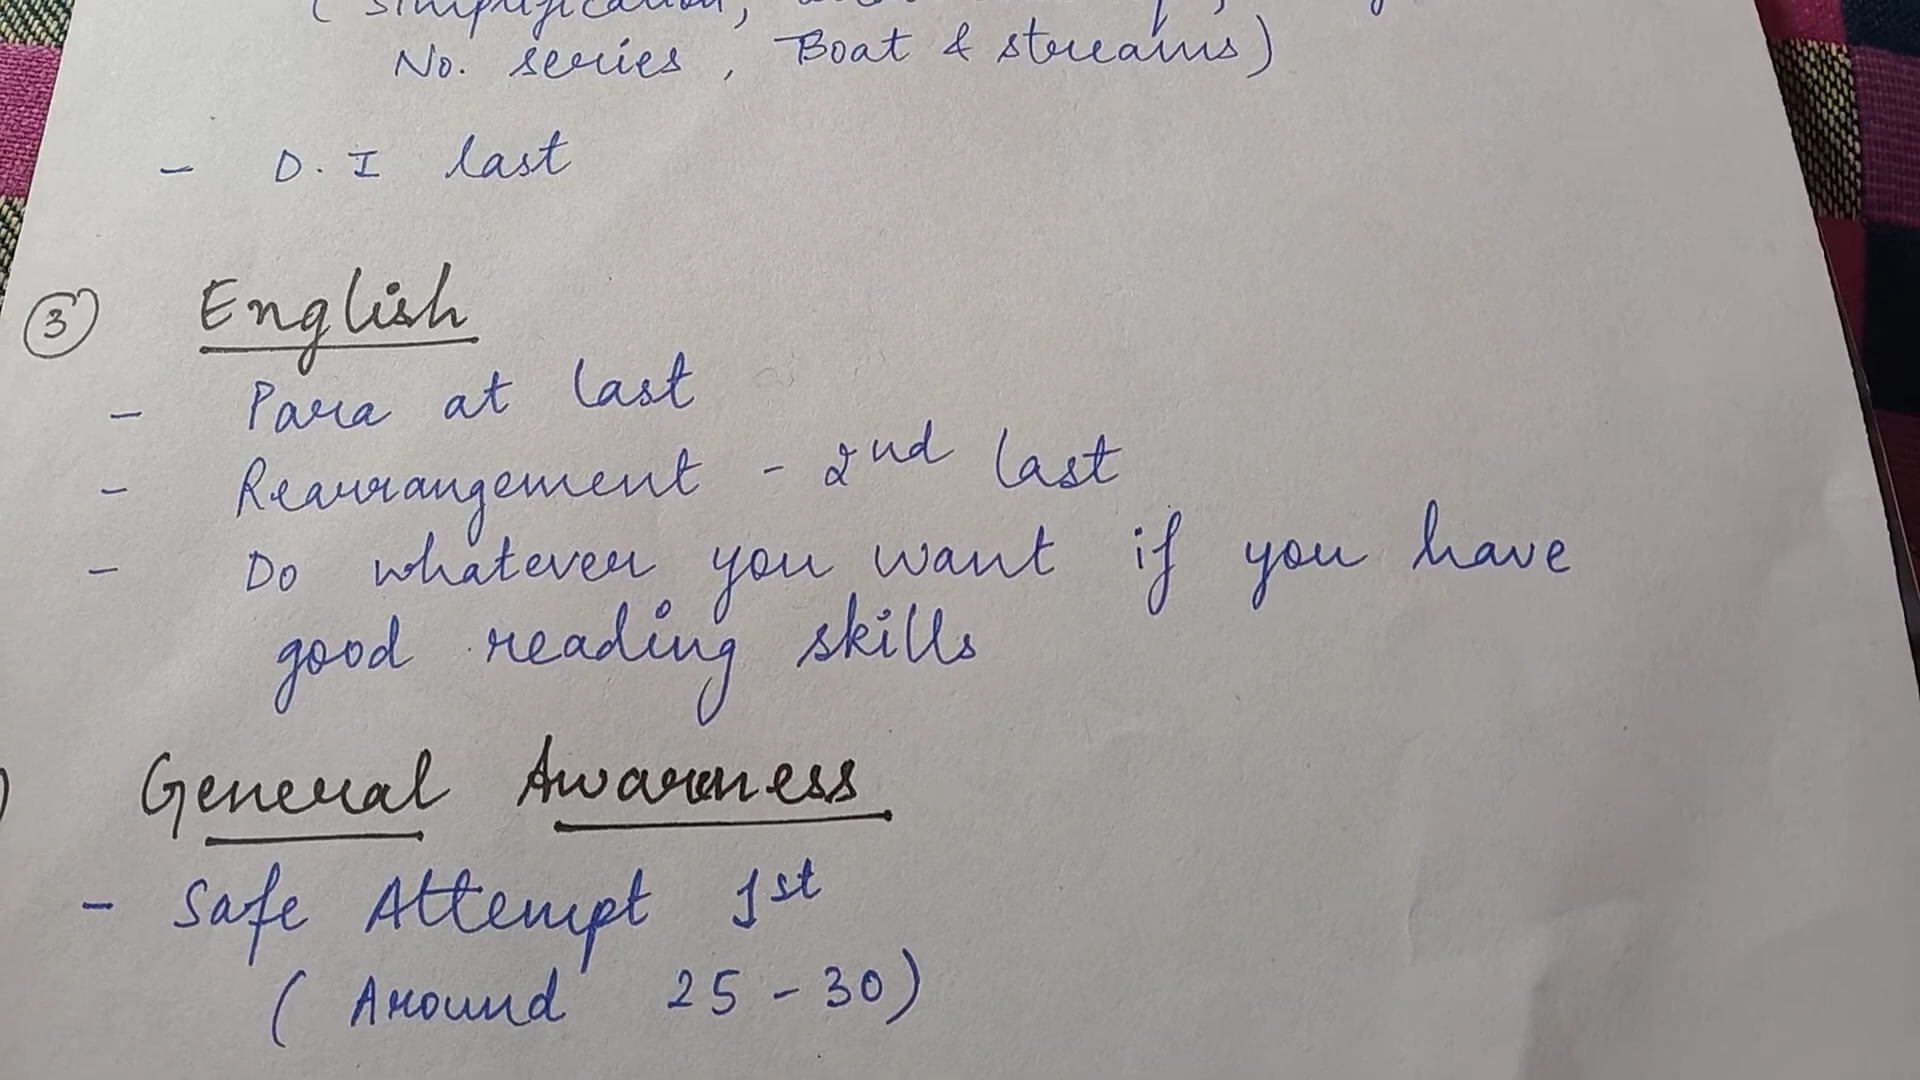 (Simplification,
No. series, Boat & streams)
- D. I last
③ English
- Para at last
- Rearrangement - 2nd last
- Do whatever you want if you have
good reading skills
) General Awareness
- Safe Attempt 1st
(Around 25 - 30)